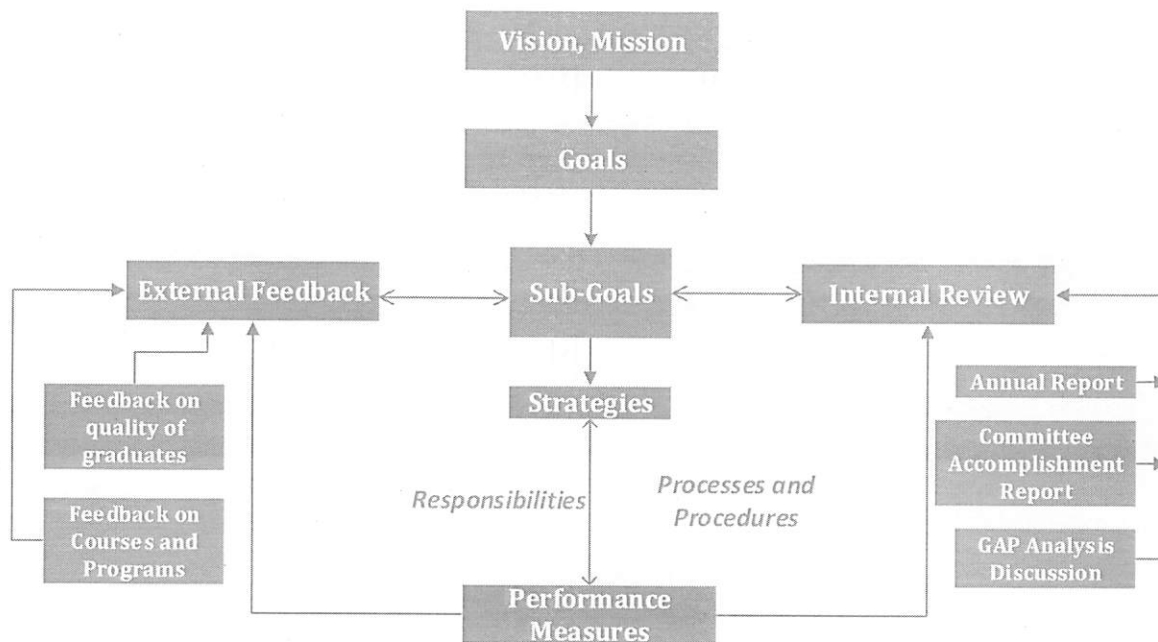 Vision, Mission
Goals
External Feedback
Sub-Goals
Internal Review
Feedback on
quality of
graduates
Strategies
Annual Report
Committee
Accomplishment
Report
Responsibilities
Processes and
Procedures
Feedback on
Courses and
Programs
GAP Analysis
Discussion
Performance
Measures